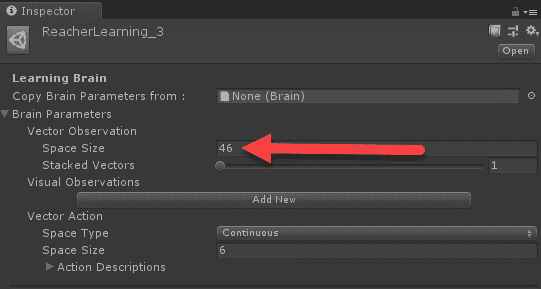 Inspector
ReacherLearning_3
Open
Learning Brain
Copy Brain Parameters from : None (Brain)
Brain Parameters
Vector Observation
Space Size 46
Stacked Vectors 1
Visual Observations
Add New
Vector Action
Space Type Continuous
Space Size 6
Action Descriptions